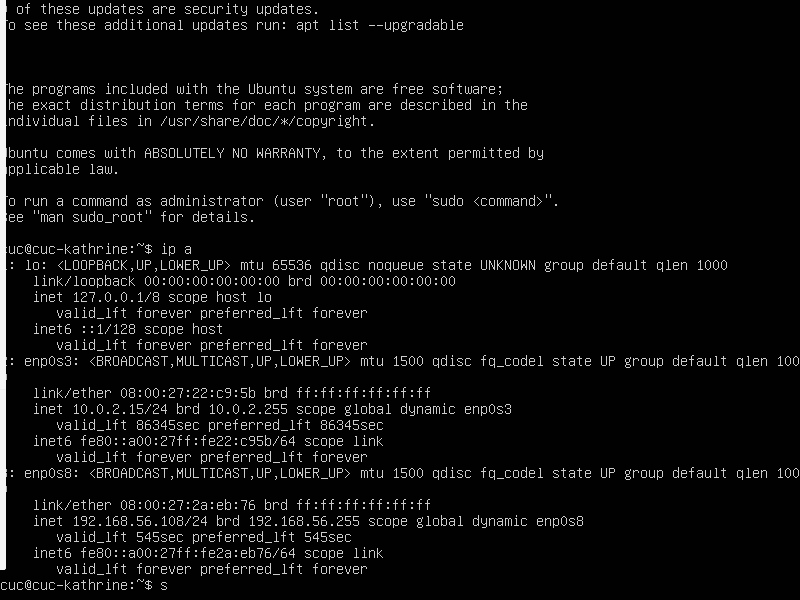 of these updates are security updates.
o see these additional updates run: apt list --upgradable
he programs included with the Ubuntu system are free software;
he exact distribution terms for each program are described in the
ndividual files in /usr/share/doc/*/copyright.
buntu comes with ABSOLUTELY NO WARRANTY, to the extent permitted by
pplicable law.
o run a command as administrator (user "root"), use "sudo <command>".
ee "man sudo_root" for details.
cuc@cuc-kathrine:~$ ip a
: lo: <LOOPBACK,UP,LOWER_UP> mtu 65536 qdisc noqueue state UNKNOWN group default qlen 1000
link/loopback 00:00:00:00:00:00 brd 00:00:00:00:00:00
inet 127.0.0.1/8 scope host lo
valid_lft forever preferred_lft forever
inet6 ::1/128 scope host
valid_lft forever preferred_lft forever
: enp0s3: <BROADCAST,MULTICAST,UP,LOWER_UP> mtu 1500 qdisc fq_codel state UP group default qlen 100
link/ether 08:00:27:22:c9:5b brd ff:ff:ff:ff:ff:ff
inet 10.0.2.15/24 brd 10.0.2.255 scope global dynamic enp0s3
valid_lft 86345sec preferred_lft 86345sec
inet6 fe80::a00:27ff:fe22:c95b/64 scope link
valid_lft forever preferred_lft forever
: enp0s8: <BROADCAST,MULTICAST,UP,LOWER_UP> mtu 1500 qdisc fq_codel state UP group default qlen 100
link/ether 08:00:27:2a:eb:76 brd ff:ff:ff:ff:ff:ff
inet 192.168.56.108/24 brd 192.168.56.255 scope global dynamic enp0s8
valid_lft 545sec preferred_lft 545sec
inet6 fe80::a00:27ff:fe2a:eb76/64 scope link
valid_lft forever preferred_lft forever
cuc@cuc-kathrine:~$ s